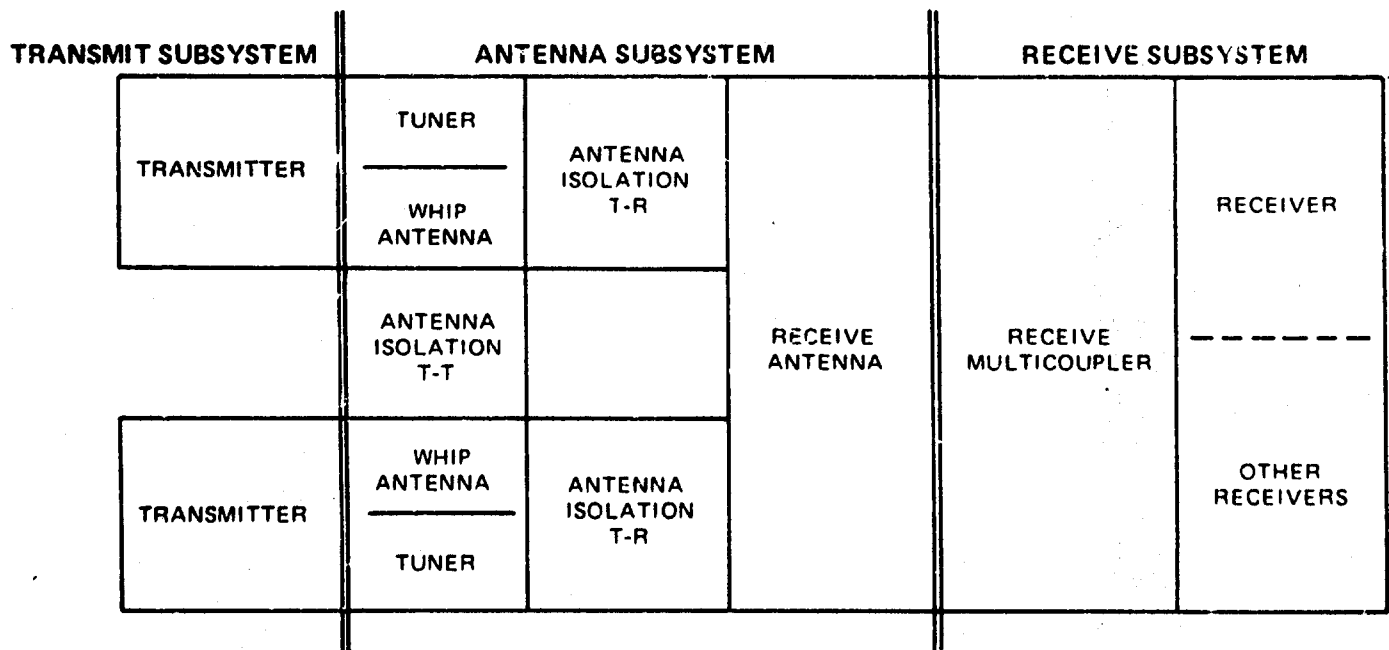 TRANSMIT SUBSYSTEM
ANTENNA SUBSYSTEM
RECEIVE SUBSYSTEM
TRANSMITTER
TUNER
WHIP
ANTENNA
ANTENNA
ISOLATION
T-R
ANTENNA
ISOLATION
T-T
TRANSMITTER
WHIP
ANTENNA
TUNER
ANTENNA
ISOLATION
T-R
RECEIVE
ANTENNA
RECEIVE
MULTICOUPLER
RECEIVER
OTHER
RECEIVERS